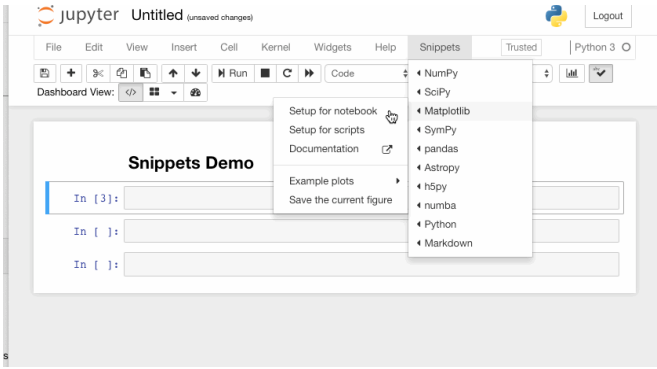 jupyter Untitled (unsaved changes) Logout
File Edit View Insert Cell Kernel Widgets Help Snippets Trusted Python 3
Run Code
Dashboard View:
Setup for notebook
Setup for scripts
Documentation
Example plots
Save the current figure
NumPy
SciPy
Matplotlib
SymPy
pandas
Astropy
h5py
numba
Python
Markdown
Snippets Demo
In [3]:
In [ ]:
In [ ]:
s